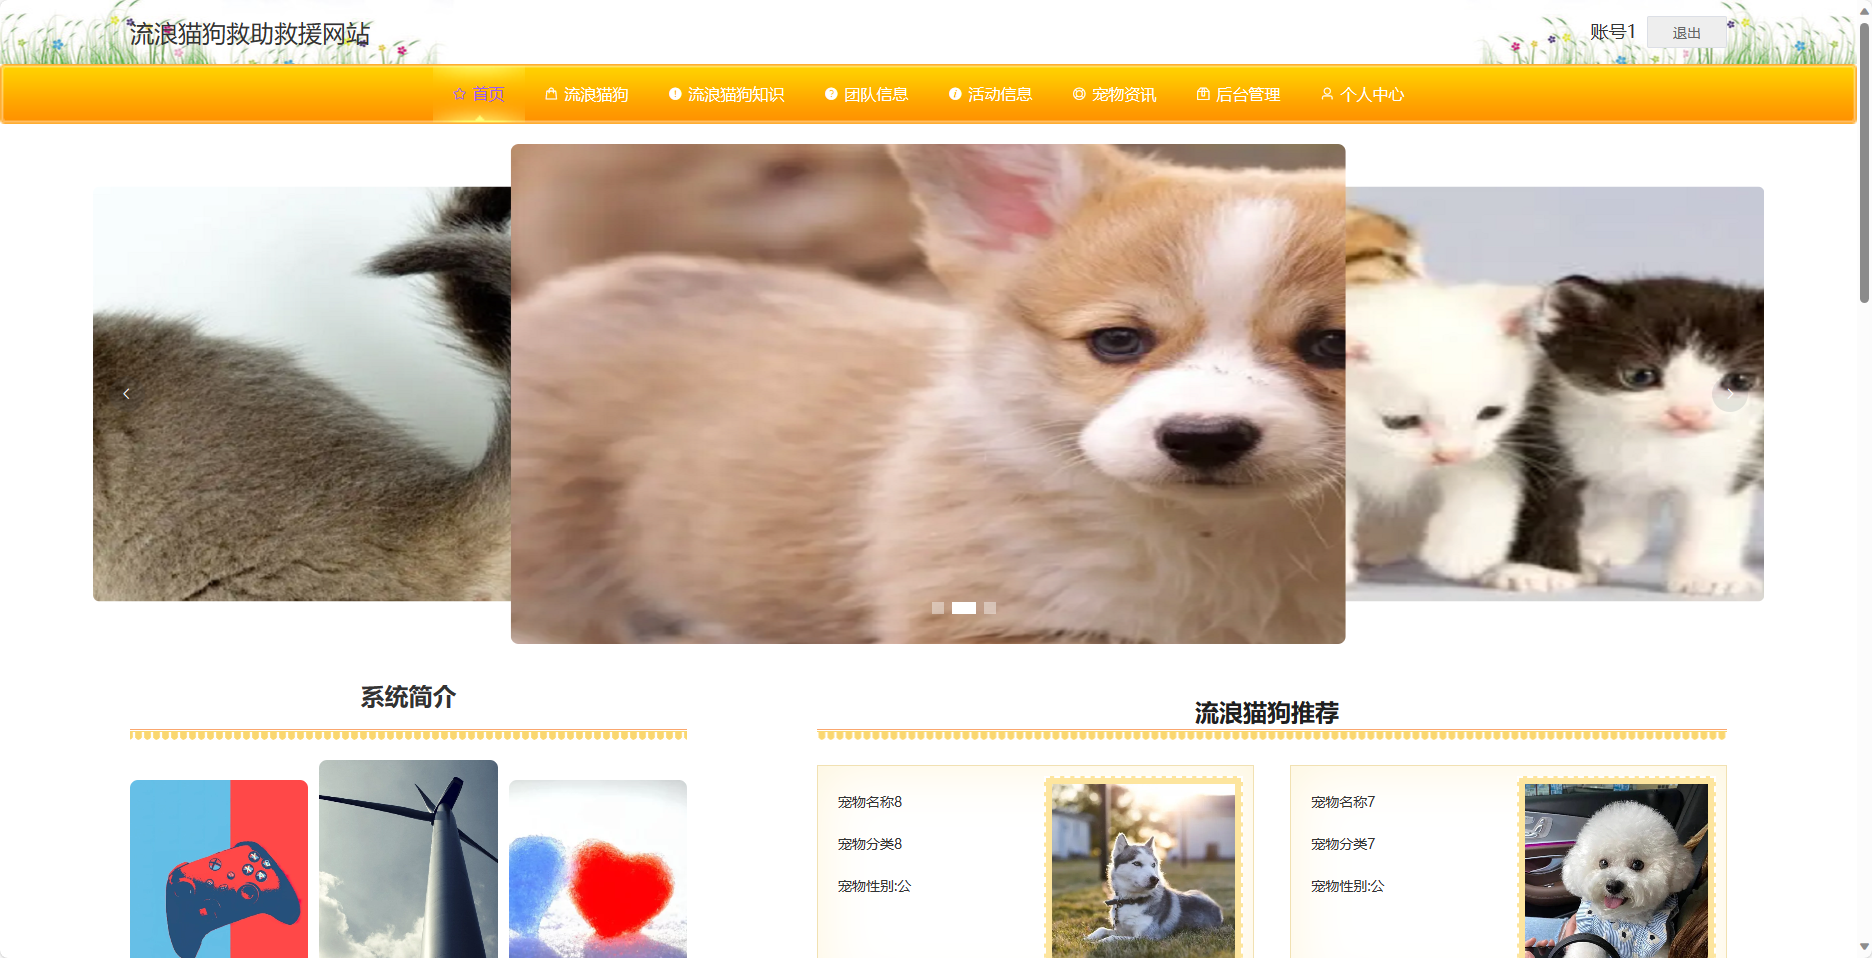 流浪猫狗救助救援网站
账号1
退出
首页
流浪猫狗
流浪猫狗知识
团队信息
活动信息
宠物资讯
后台管理
个人中心
系统简介
流浪猫狗推荐
宠物名称8
宠物分类8
宠物性别:公
宠物名称7
宠物分类7
宠物性别:公